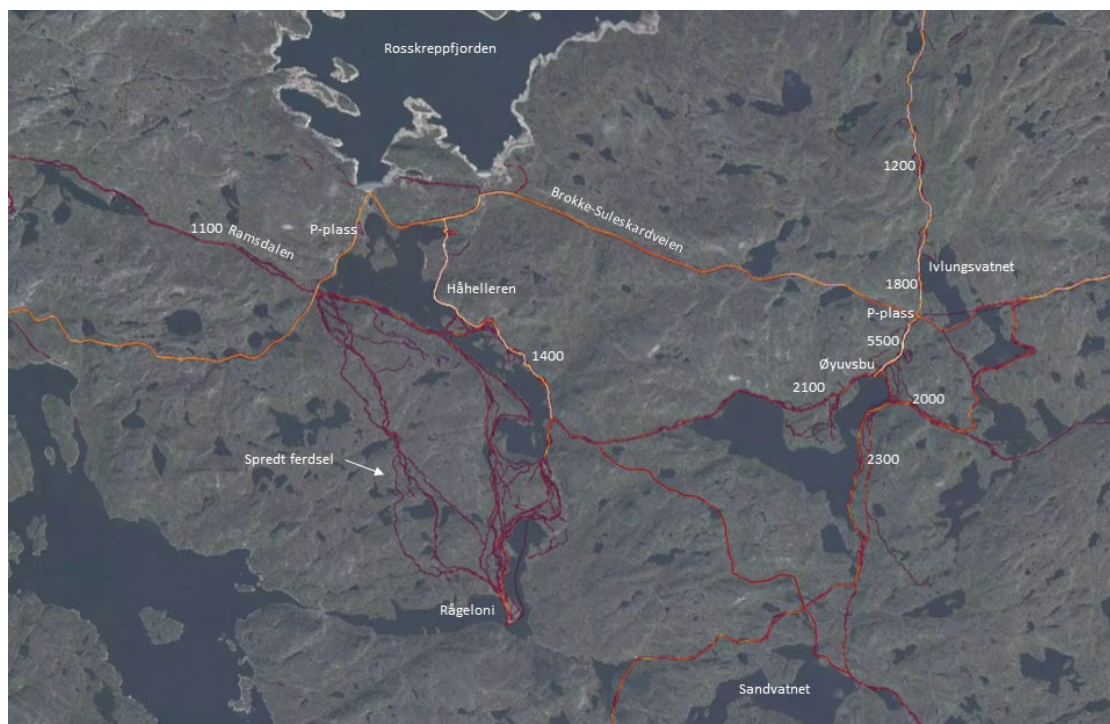 Rosskreppfjorden
1200
Brokke-Suleskardveien
1100 Ramsdalen
P-plass
Ivlungsvatnet
Håhelleren
1800
P-plass
5500
1400
Øyuvsbu
2100
2000
Spredt ferdsel
2300
Rågeloni
Sandvatnet